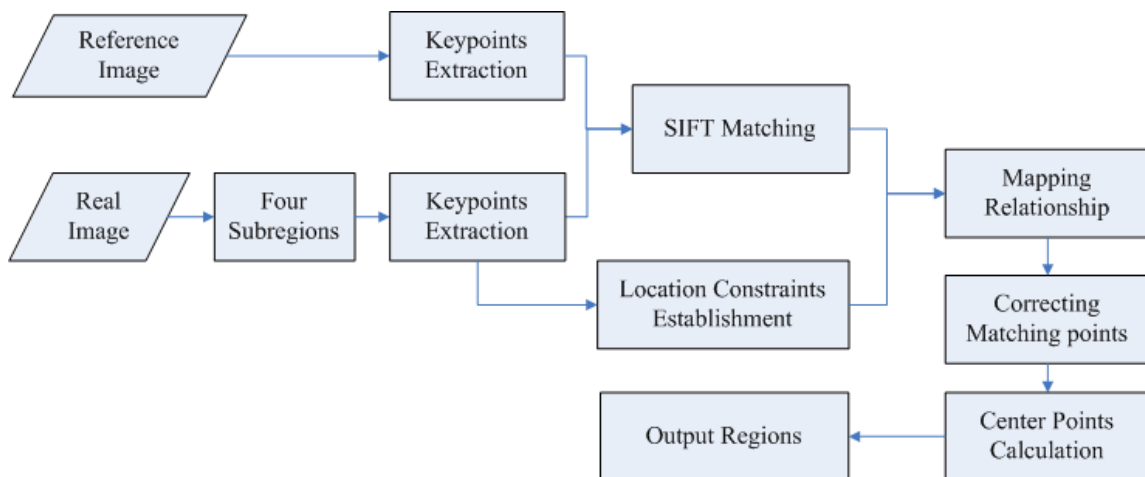 Reference
Image
Keypoints
Extraction
SIFT Matching
Real
Image
Four
Subregions
Keypoints
Extraction
Location Constraints
Establishment
Mapping
Relationship
Correcting
Matching points
Center Points
Calculation
Output Regions